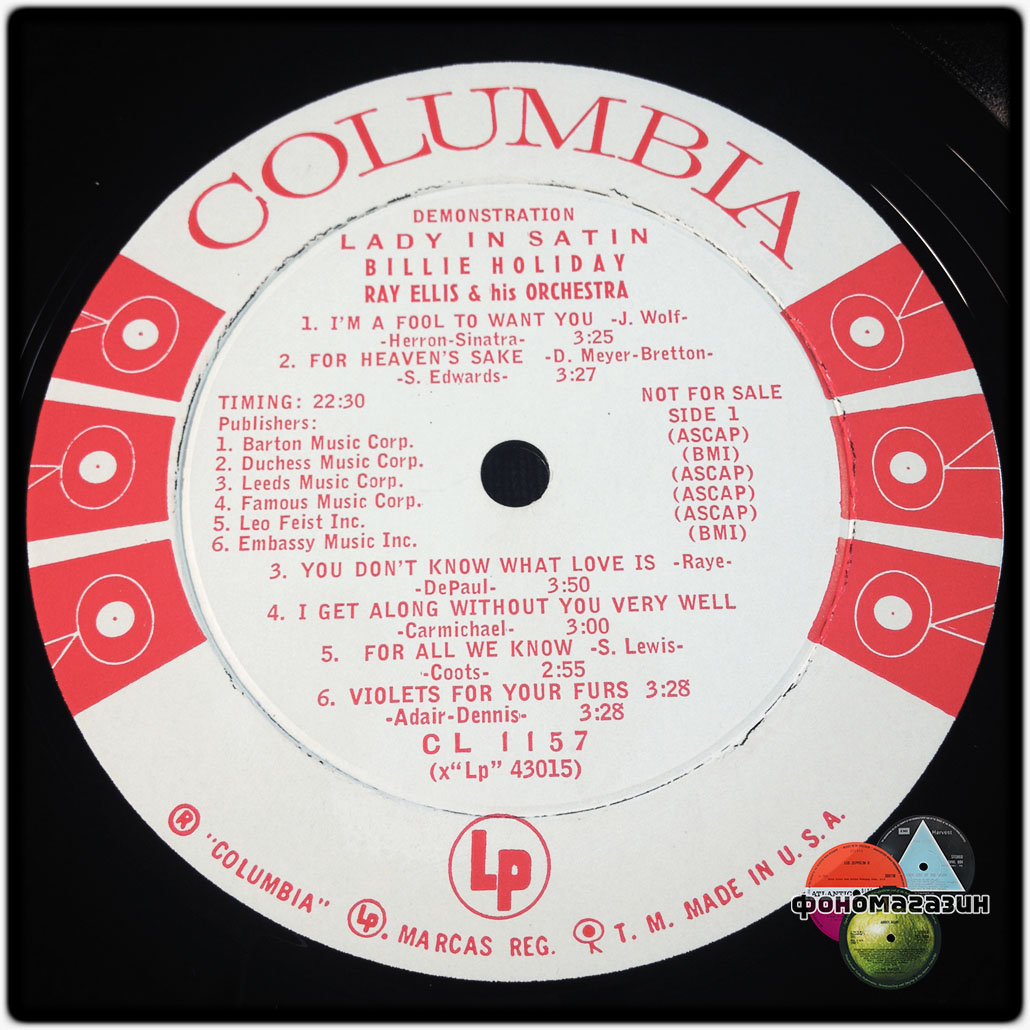 COLUMBIA
DEMONSTRATION
LADY IN SATIN
BILLIE HOLIDAY
RAY ELLIS & his ORCHESTRA
1. I'M A FOOL TO WANT YOU -J. Wolf-
-Herron-Sinatra- 3:25
2. FOR HEAVEN'S SAKE -D. Meyer-Bretton-
-S. Edwards- 3:27
TIMING: 22:30
Publishers:
1. Barton Music Corp.
2. Duchess Music Corp.
3. Leeds Music Corp.
4. Famous Music Corp.
5. Leo Feist Inc.
6. Embassy Music Inc.
NOT FOR SALE
SIDE 1
(ASCAP)
(BMI)
(ASCAP)
(ASCAP)
(ASCAP)
(BMI)
3. YOU DON'T KNOW WHAT LOVE IS -Raye-
-DePaul- 3:50
4. I GET ALONG WITHOUT YOU VERY WELL
-Carmichael- 3:00
5. FOR ALL WE KNOW -S. Lewis-
-Coots- 2:55
6. VIOLETS FOR YOUR FURS 3:28
-Adair-Dennis- 3:28
CL 1157
(x"Lp" 43015)
Lp
® "COLUMBIA" LP. MARCAS REG. T. M. MADE IN U. S. A.
Harvest
ATLANTIC
фономагазин